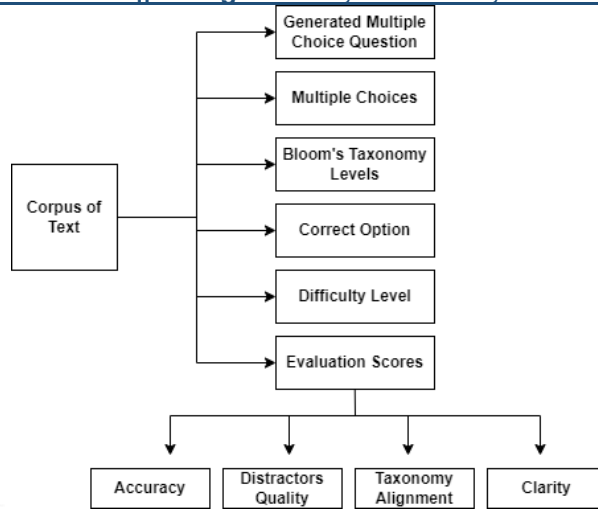 Generated Multiple
Choice Question
Multiple Choices
Bloom's Taxonomy
Levels
Corpus of
Text
Correct Option
Difficulty Level
Evaluation Scores
Accuracy
Distractors
Quality
Taxonomy
Alignment
Clarity